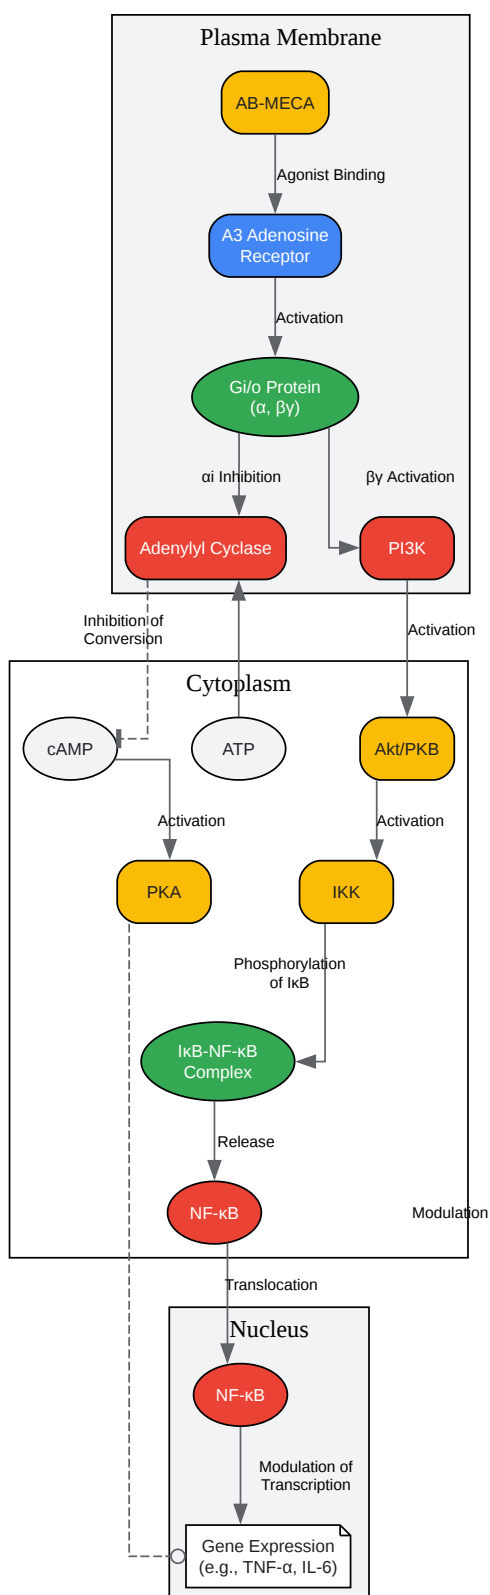 Plasma Membrane
AB-MECA
Agonist Binding
A3 Adenosine
Receptor
Activation
Gi/o Protein
(α, βγ)
αi Inhibition
βγ Activation
Adenylyl Cyclase
PI3K
Inhibition of
Conversion
Activation
Cytoplasm
cAMP
ATP
Akt/PKB
Activation
Activation
PKA
IKK
Phosphorylation
of IκB
IκB-NF-κB
Complex
Release
NF-κB
Modulation
Translocation
Nucleus
NF-κB
Modulation of
Transcription
Gene Expression
(e.g., TNF-α, IL-6)